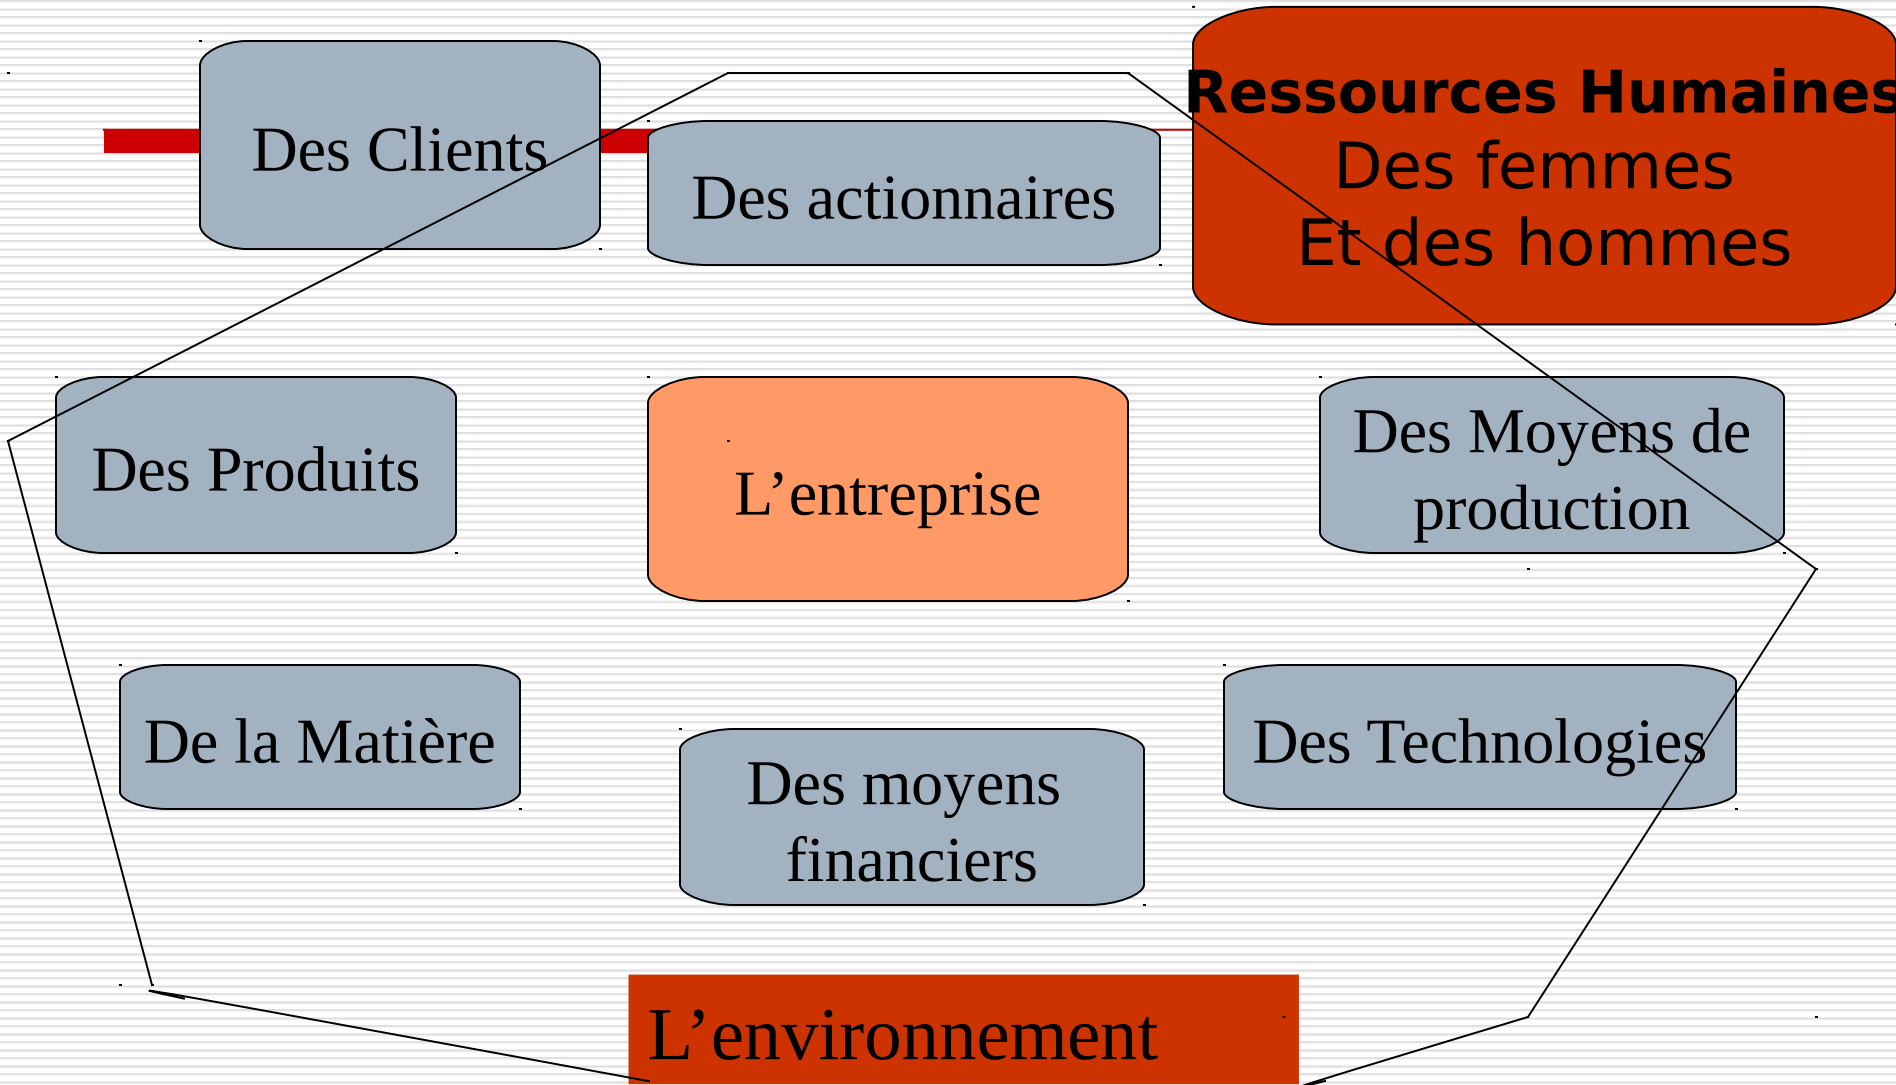 Des Clients
Des actionnaires
Ressources Humaines
Des femmes
Et des hommes
Des Produits
L’entreprise
Des Moyens de
production
De la Matière
Des moyens
financiers
Des Technologies
L’environnement